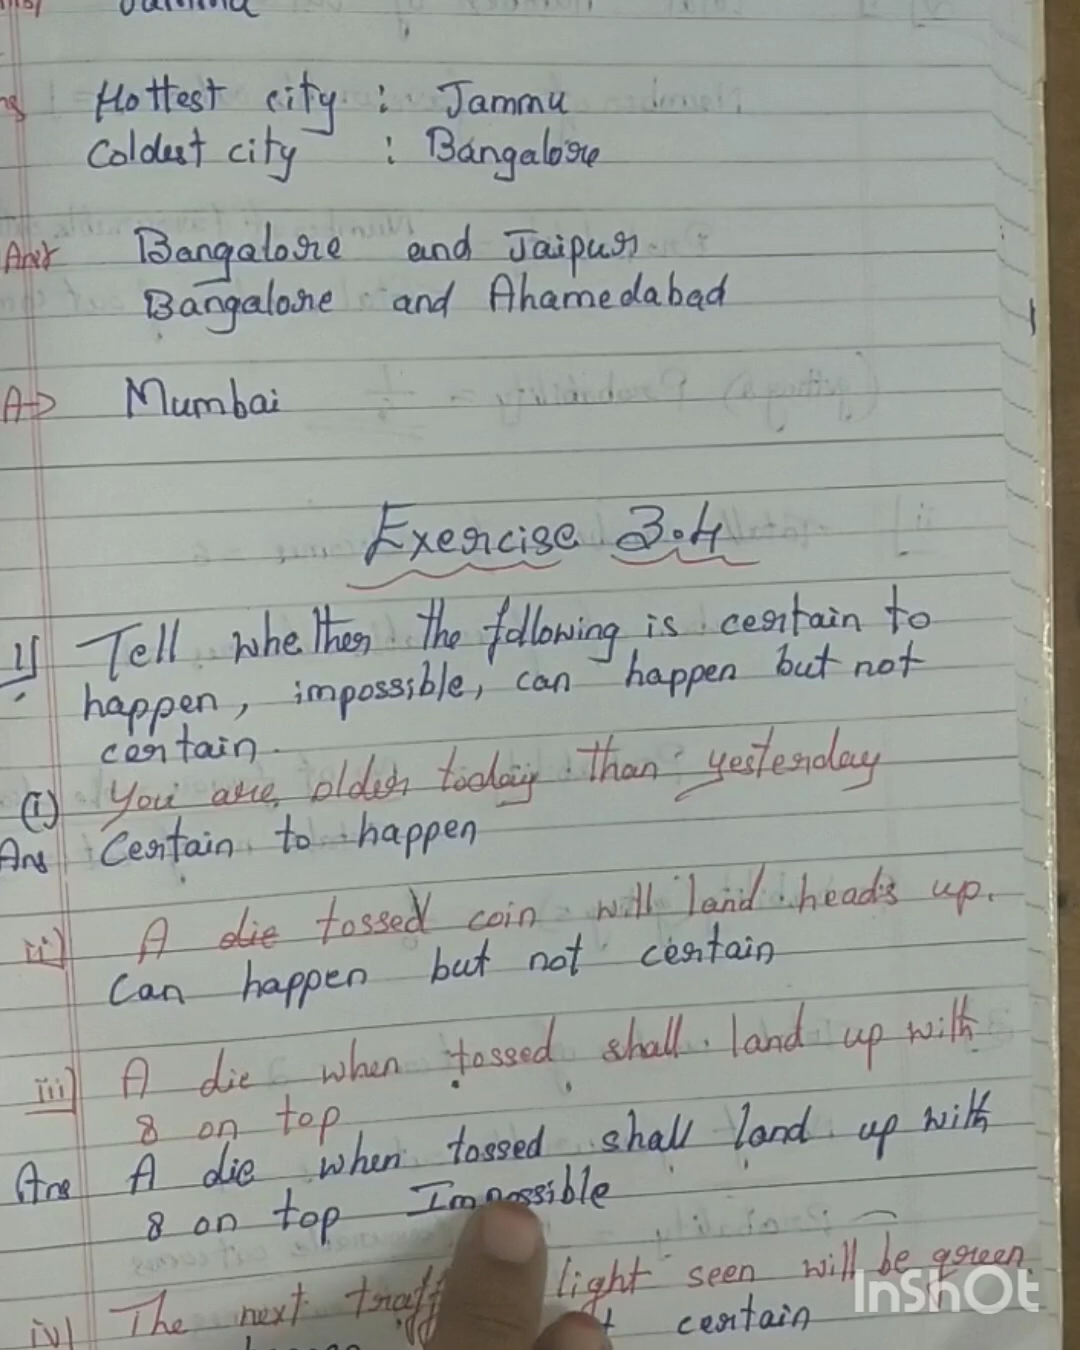 Jammu
Hottest city : Jammu
Coldest city : Bangalore
Ans Bangalore and Jaipur
Bangalore and Ahamedabad
A→ Mumbai
Exercise 3.4
1] Tell whether the following is certain to
happen, impossible, can happen but not
certain.
(i) You are older today than yesterday
Ans Certain to happen
ii) A die tossed coin will land heads up.
Can happen but not certain
iii] A die when tossed shall land up with
8 on top
Ans A die when tossed shall land up with
8 on top Impossible
iv] The next light seen will be green
certain
InShOt